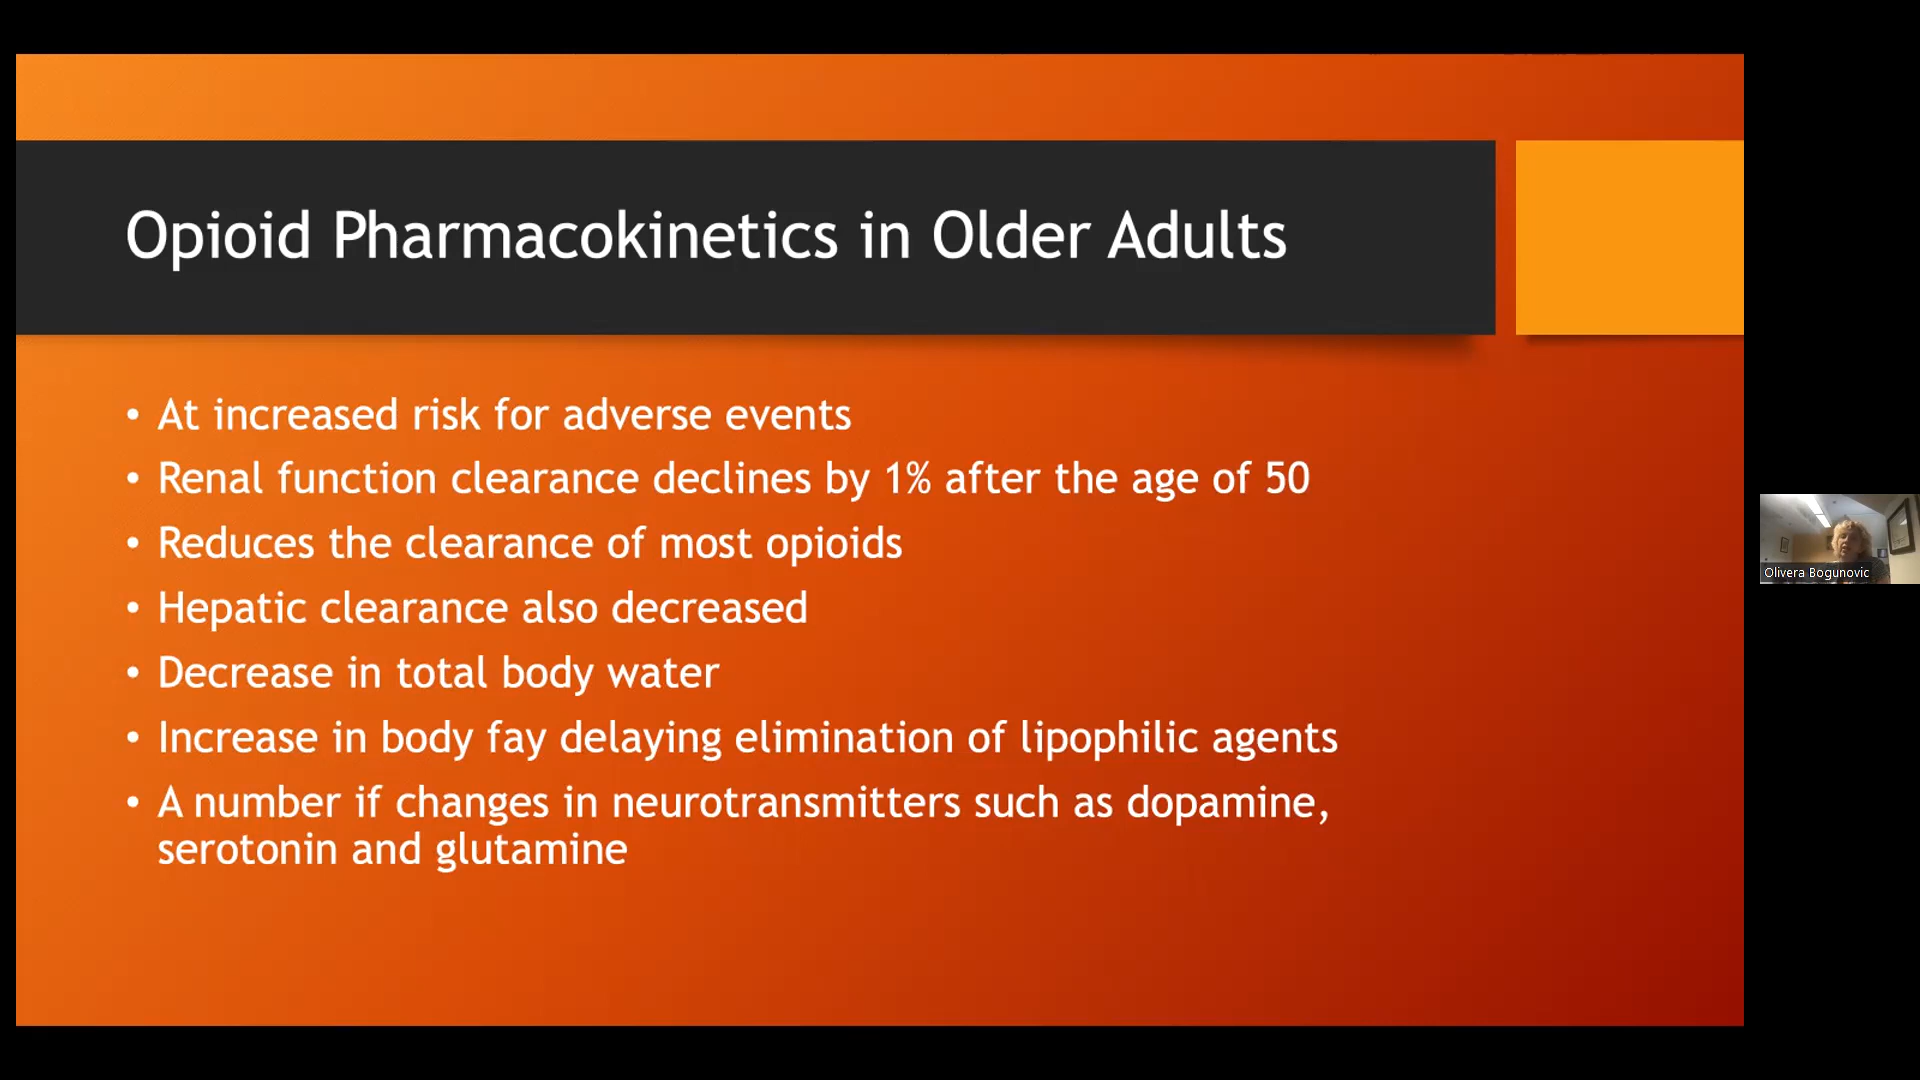 Opioid Pharmacokinetics in Older Adults
• At increased risk for adverse events
• Renal function clearance declines by 1% after the age of 50
• Reduces the clearance of most opioids
• Hepatic clearance also decreased
• Decrease in total body water
• Increase in body fay delaying elimination of lipophilic agents
• A number if changes in neurotransmitters such as dopamine,
serotonin and glutamine
Olivera Bogunovic